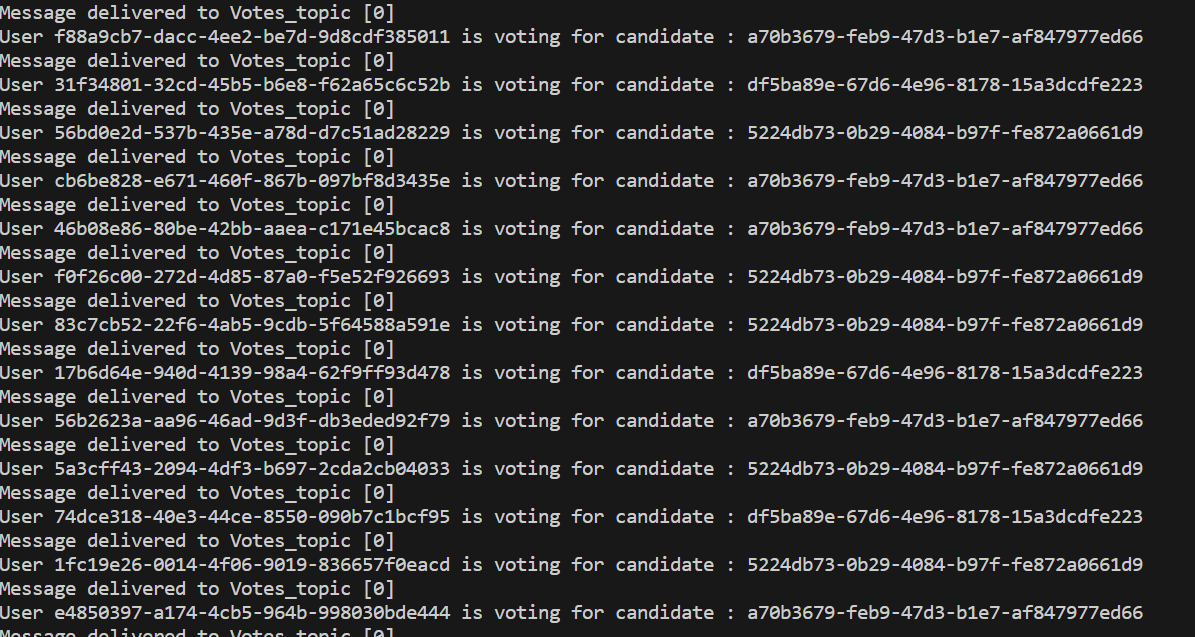 Message delivered to Votes_topic [0]
User f88a9cb7-dacc-4ee2-be7d-9d8cdf385011 is voting for candidate : a70b3679-feb9-47d3-b1e7-af847977ed66
Message delivered to Votes_topic [0]
User 31f34801-32cd-45b5-b6e8-f62a65c6c52b is voting for candidate : df5ba89e-67d6-4e96-8178-15a3dcdfe223
Message delivered to Votes_topic [0]
User 56bd0e2d-537b-435e-a78d-d7c51ad28229 is voting for candidate : 5224db73-0b29-4084-b97f-fe872a0661d9
Message delivered to Votes_topic [0]
User cb6be828-e671-460f-867b-097bf8d3435e is voting for candidate : a70b3679-feb9-47d3-b1e7-af847977ed66
Message delivered to Votes_topic [0]
User 46b08e86-80be-42bb-aaea-c171e45bcac8 is voting for candidate : a70b3679-feb9-47d3-b1e7-af847977ed66
Message delivered to Votes_topic [0]
User f0f26c00-272d-4d85-87a0-f5e52f926693 is voting for candidate : 5224db73-0b29-4084-b97f-fe872a0661d9
Message delivered to Votes_topic [0]
User 83c7cb52-22f6-4ab5-9cdb-5f64588a591e is voting for candidate : 5224db73-0b29-4084-b97f-fe872a0661d9
Message delivered to Votes_topic [0]
User 17b6d64e-940d-4139-98a4-62f9ff93d478 is voting for candidate : df5ba89e-67d6-4e96-8178-15a3dcdfe223
Message delivered to Votes_topic [0]
User 56b2623a-aa96-46ad-9d3f-db3eded92f79 is voting for candidate : a70b3679-feb9-47d3-b1e7-af847977ed66
Message delivered to Votes_topic [0]
User 5a3cff43-2094-4df3-b697-2cda2cb04033 is voting for candidate : 5224db73-0b29-4084-b97f-fe872a0661d9
Message delivered to Votes_topic [0]
User 74dce318-40e3-44ce-8550-090b7c1bcf95 is voting for candidate : df5ba89e-67d6-4e96-8178-15a3dcdfe223
Message delivered to Votes_topic [0]
User 1fc19e26-0014-4f06-9019-836657f0eacd is voting for candidate : 5224db73-0b29-4084-b97f-fe872a0661d9
Message delivered to Votes_topic [0]
User e4850397-a174-4cb5-964b-998030bde444 is voting for candidate : a70b3679-feb9-47d3-b1e7-af847977ed66
Message delivered to Votes_topic [0]